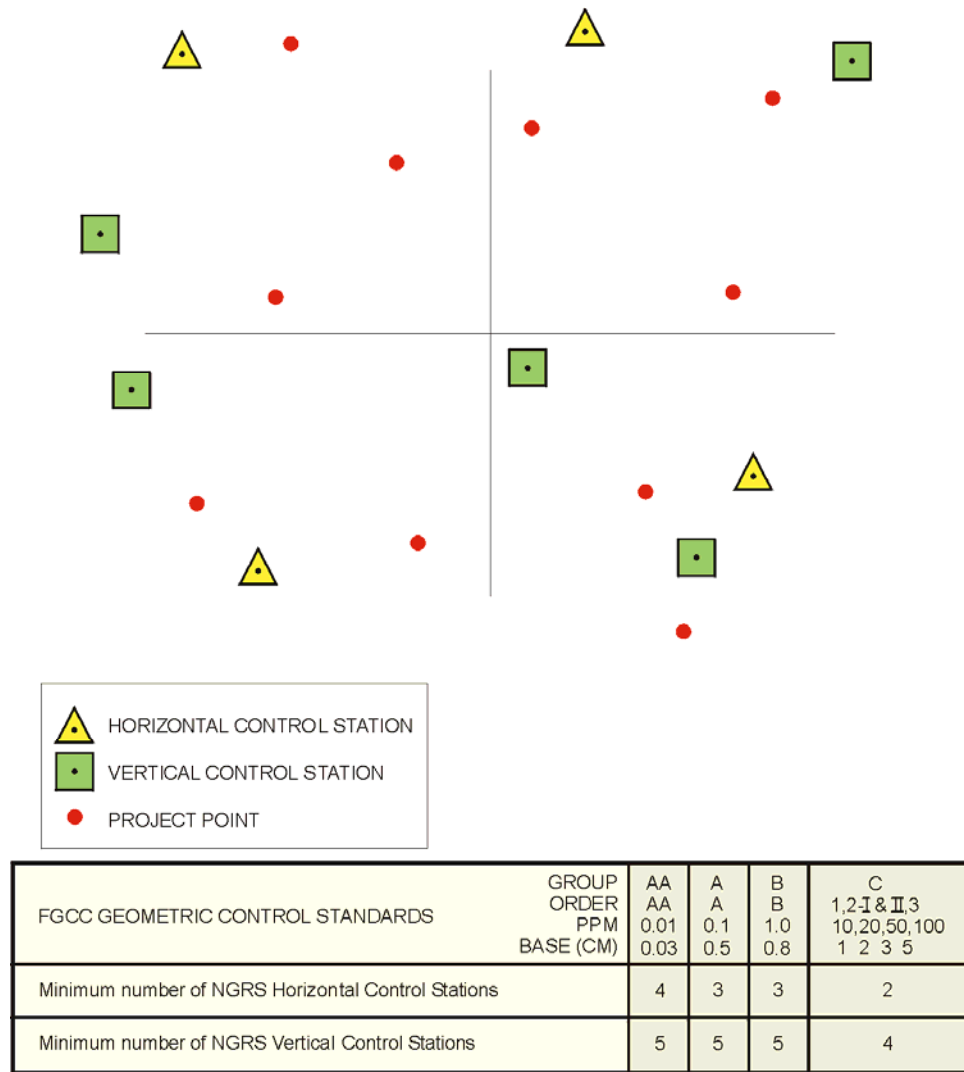 HORIZONTAL CONTROL STATION
VERTICAL CONTROL STATION
PROJECT POINT
FGCC GEOMETRIC CONTROL STANDARDS
GROUP AA A B C
ORDER AA A B 1,2-I & II,3
PPM 0.01 0.1 1.0 10,20,50,100
BASE (CM) 0.03 0.5 0.8 1 2 3 5
Minimum number of NGRS Horizontal Control Stations 4 3 3 2
Minimum number of NGRS Vertical Control Stations 5 5 5 4